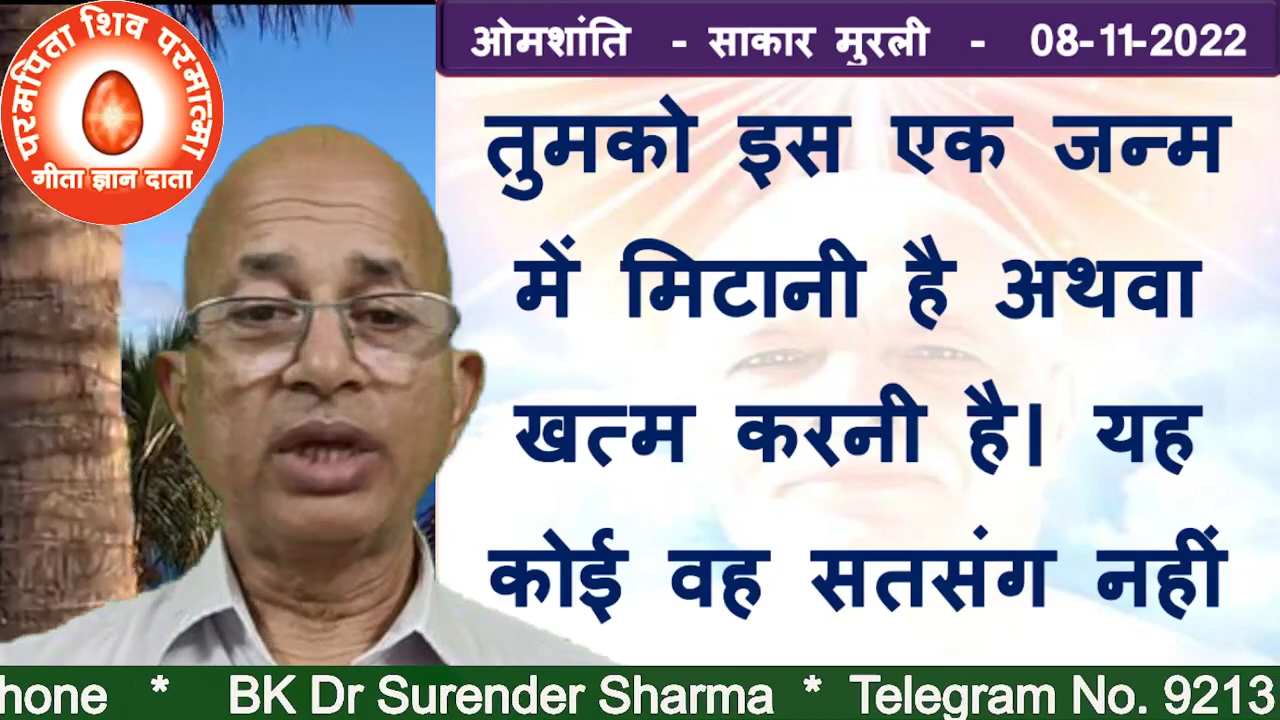 परमपिता शिव परमात्मा
गीता ज्ञान दाता
ओमशांति - साकार मुरली - 08-11-2022
तुमको इस एक जन्म
में मिटानी है अथवा
खत्म करनी है। यह
कोई वह सतसंग नहीं
hone * BK Dr Surender Sharma * Telegram No. 9213